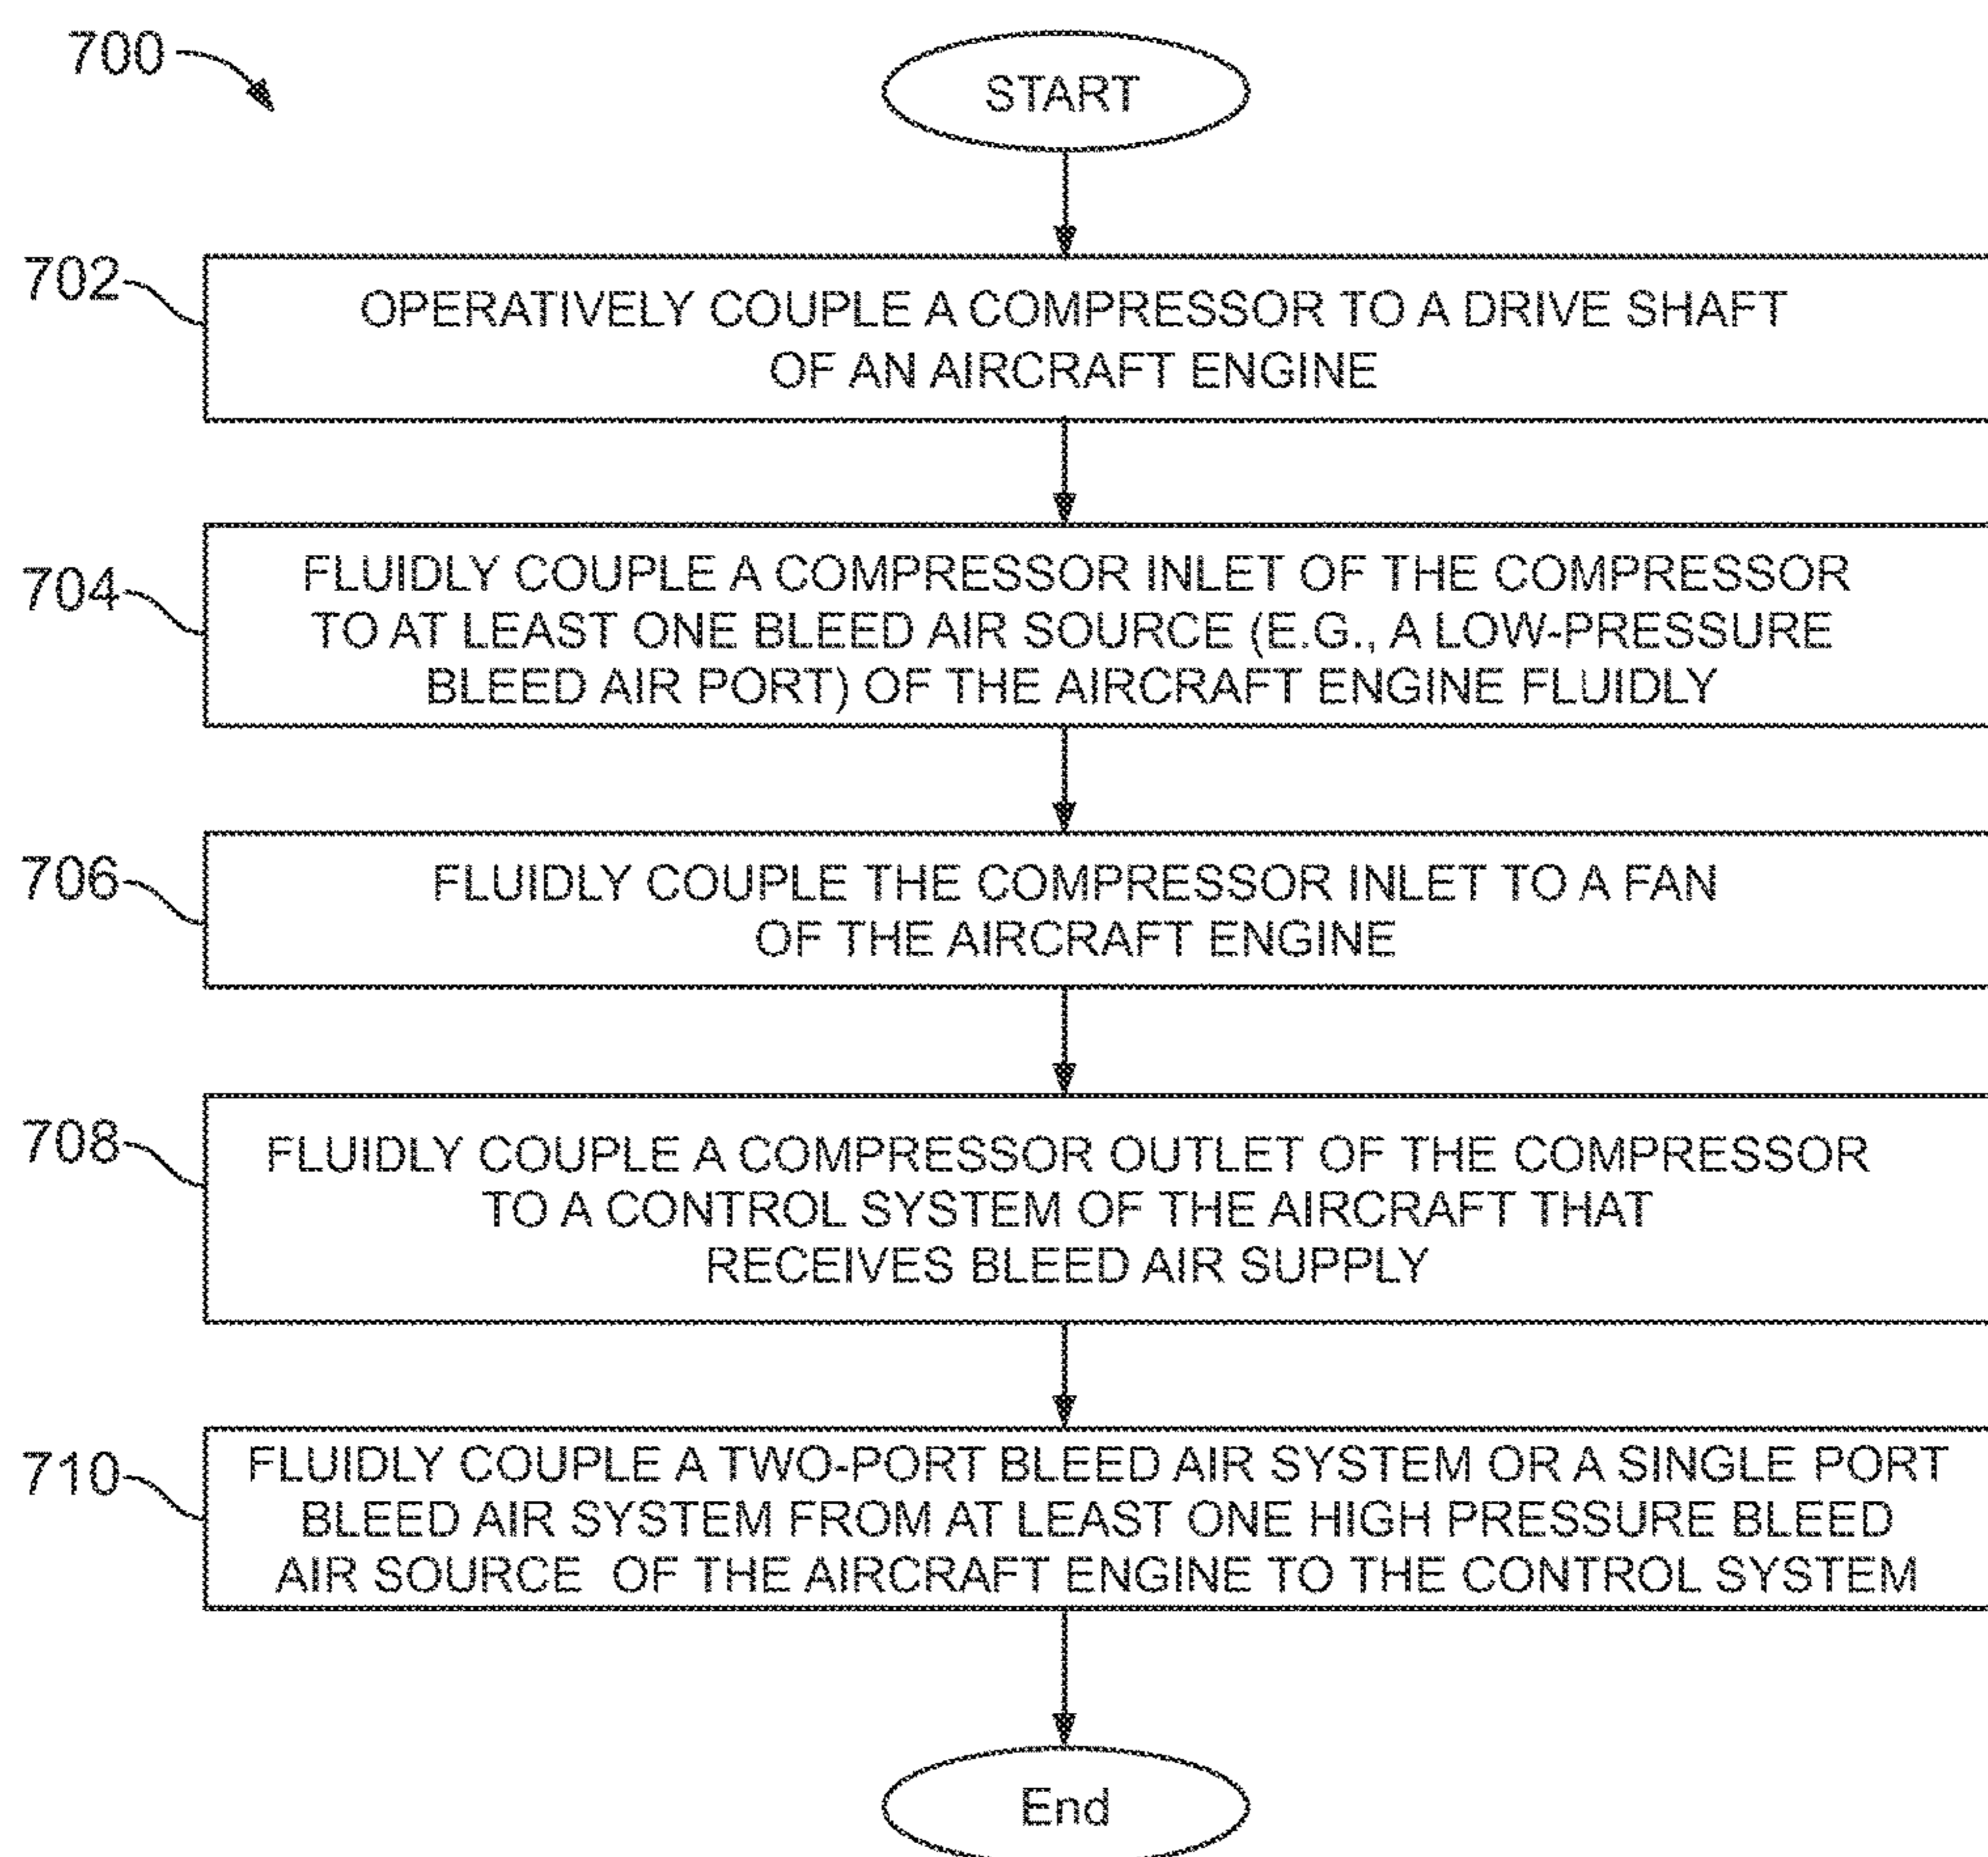 700
START
702
OPERATIVELY COUPLE A COMPRESSOR TO A DRIVE SHAFT
OF AN AIRCRAFT ENGINE
704
FLUIDLY COUPLE A COMPRESSOR INLET OF THE COMPRESSOR
TO AT LEAST ONE BLEED AIR SOURCE (E.G., A LOW-PRESSURE
BLEED AIR PORT) OF THE AIRCRAFT ENGINE FLUIDLY
706
FLUIDLY COUPLE THE COMPRESSOR INLET TO A FAN
OF THE AIRCRAFT ENGINE
708
FLUIDLY COUPLE A COMPRESSOR OUTLET OF THE COMPRESSOR
TO A CONTROL SYSTEM OF THE AIRCRAFT THAT
RECEIVES BLEED AIR SUPPLY
710
FLUIDLY COUPLE A TWO-PORT BLEED AIR SYSTEM OR A SINGLE PORT
BLEED AIR SYSTEM FROM AT LEAST ONE HIGH PRESSURE BLEED
AIR SOURCE OF THE AIRCRAFT ENGINE TO THE CONTROL SYSTEM
End